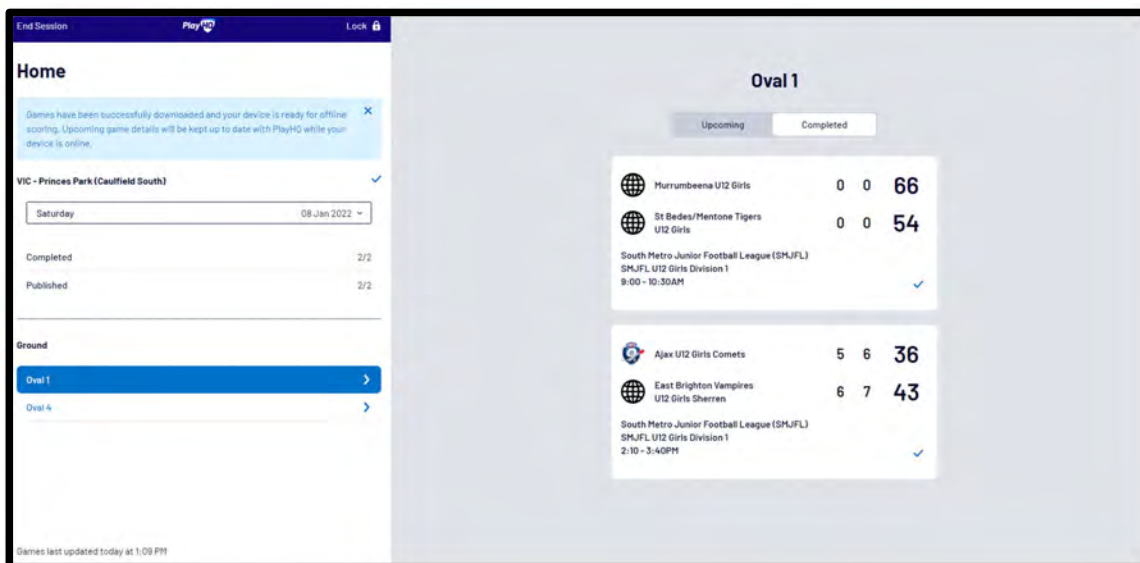 End Session
PlayHQ
Lock
Home
Games have been successfully downloaded and your device is ready for offline
scoring. Upcoming game details will be kept up to date with PlayHQ while your
device is online.
VIC - Princes Park (Caulfield South)
Saturday 08 Jan 2022
Completed 2/2
Published 2/2
Ground
Oval 1
Oval 4
Games last updated today at 1:09 PM
Oval 1
Upcoming Completed
Murrumbeena U12 Girls 0 0 66
St Bedes/Mentone Tigers
U12 Girls 0 0 54
South Metro Junior Football League (SMJFL)
SMJFL U12 Girls Division 1
9:00 - 10:30AM
Ajax U12 Girls Comets 5 6 36
East Brighton Vampires
U12 Girls Sherren 6 7 43
South Metro Junior Football League (SMJFL)
SMJFL U12 Girls Division 1
2:10 - 3:40PM